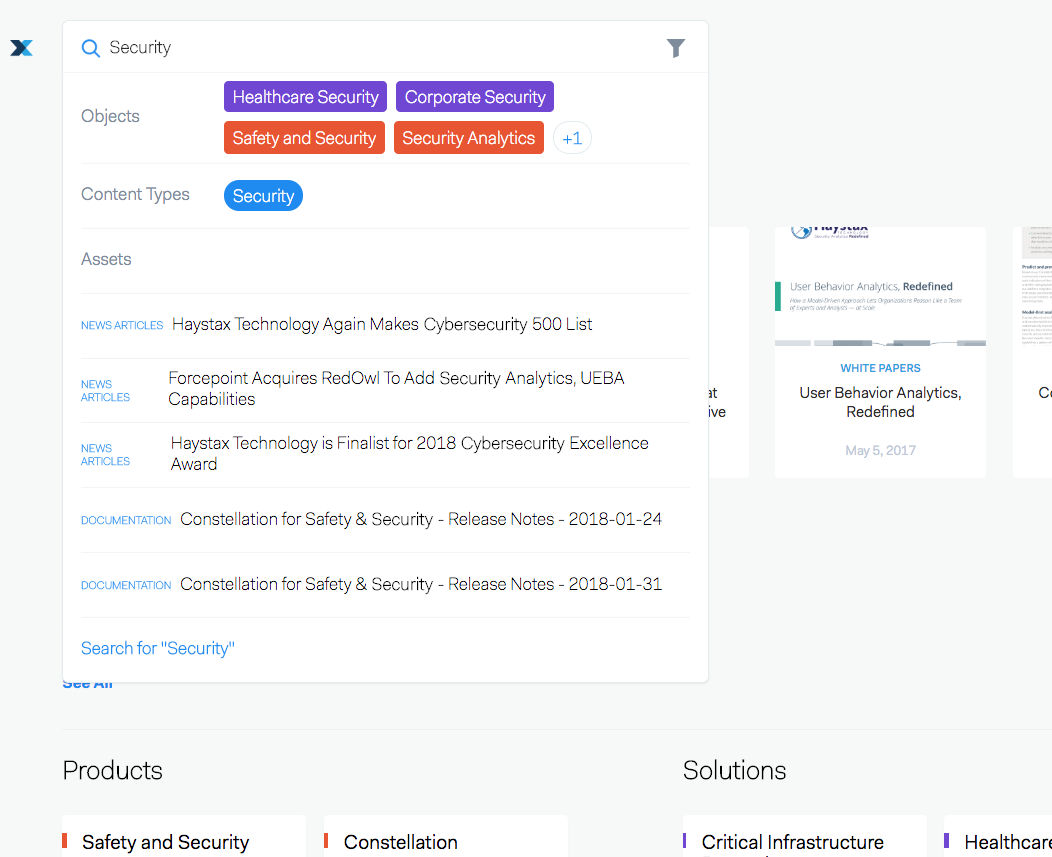 Security
Objects
Healthcare Security
Corporate Security
Safety and Security
Security Analytics
+1
Content Types
Security
Assets
NEWS ARTICLES Haystax Technology Again Makes Cybersecurity 500 List
NEWS ARTICLES
Forcepoint Acquires RedOwl To Add Security Analytics, UEBA
Capabilities
NEWS ARTICLES
Haystax Technology is Finalist for 2018 Cybersecurity Excellence
Award
DOCUMENTATION Constellation for Safety & Security - Release Notes - 2018-01-24
DOCUMENTATION Constellation for Safety & Security - Release Notes - 2018-01-31
Search for "Security"
See All
Haystax
TECHNOLOGY
Security Analytics Redefined
User Behavior Analytics, Redefined
How a Model-Driven Approach Lets Organizations Reason Like a Team
of Experts and Analysts — at Scale
WHITE PAPERS
User Behavior Analytics,
Redefined
May 5, 2017
Products
Solutions
Safety and Security
Constellation
Critical Infrastructure
Healthcare